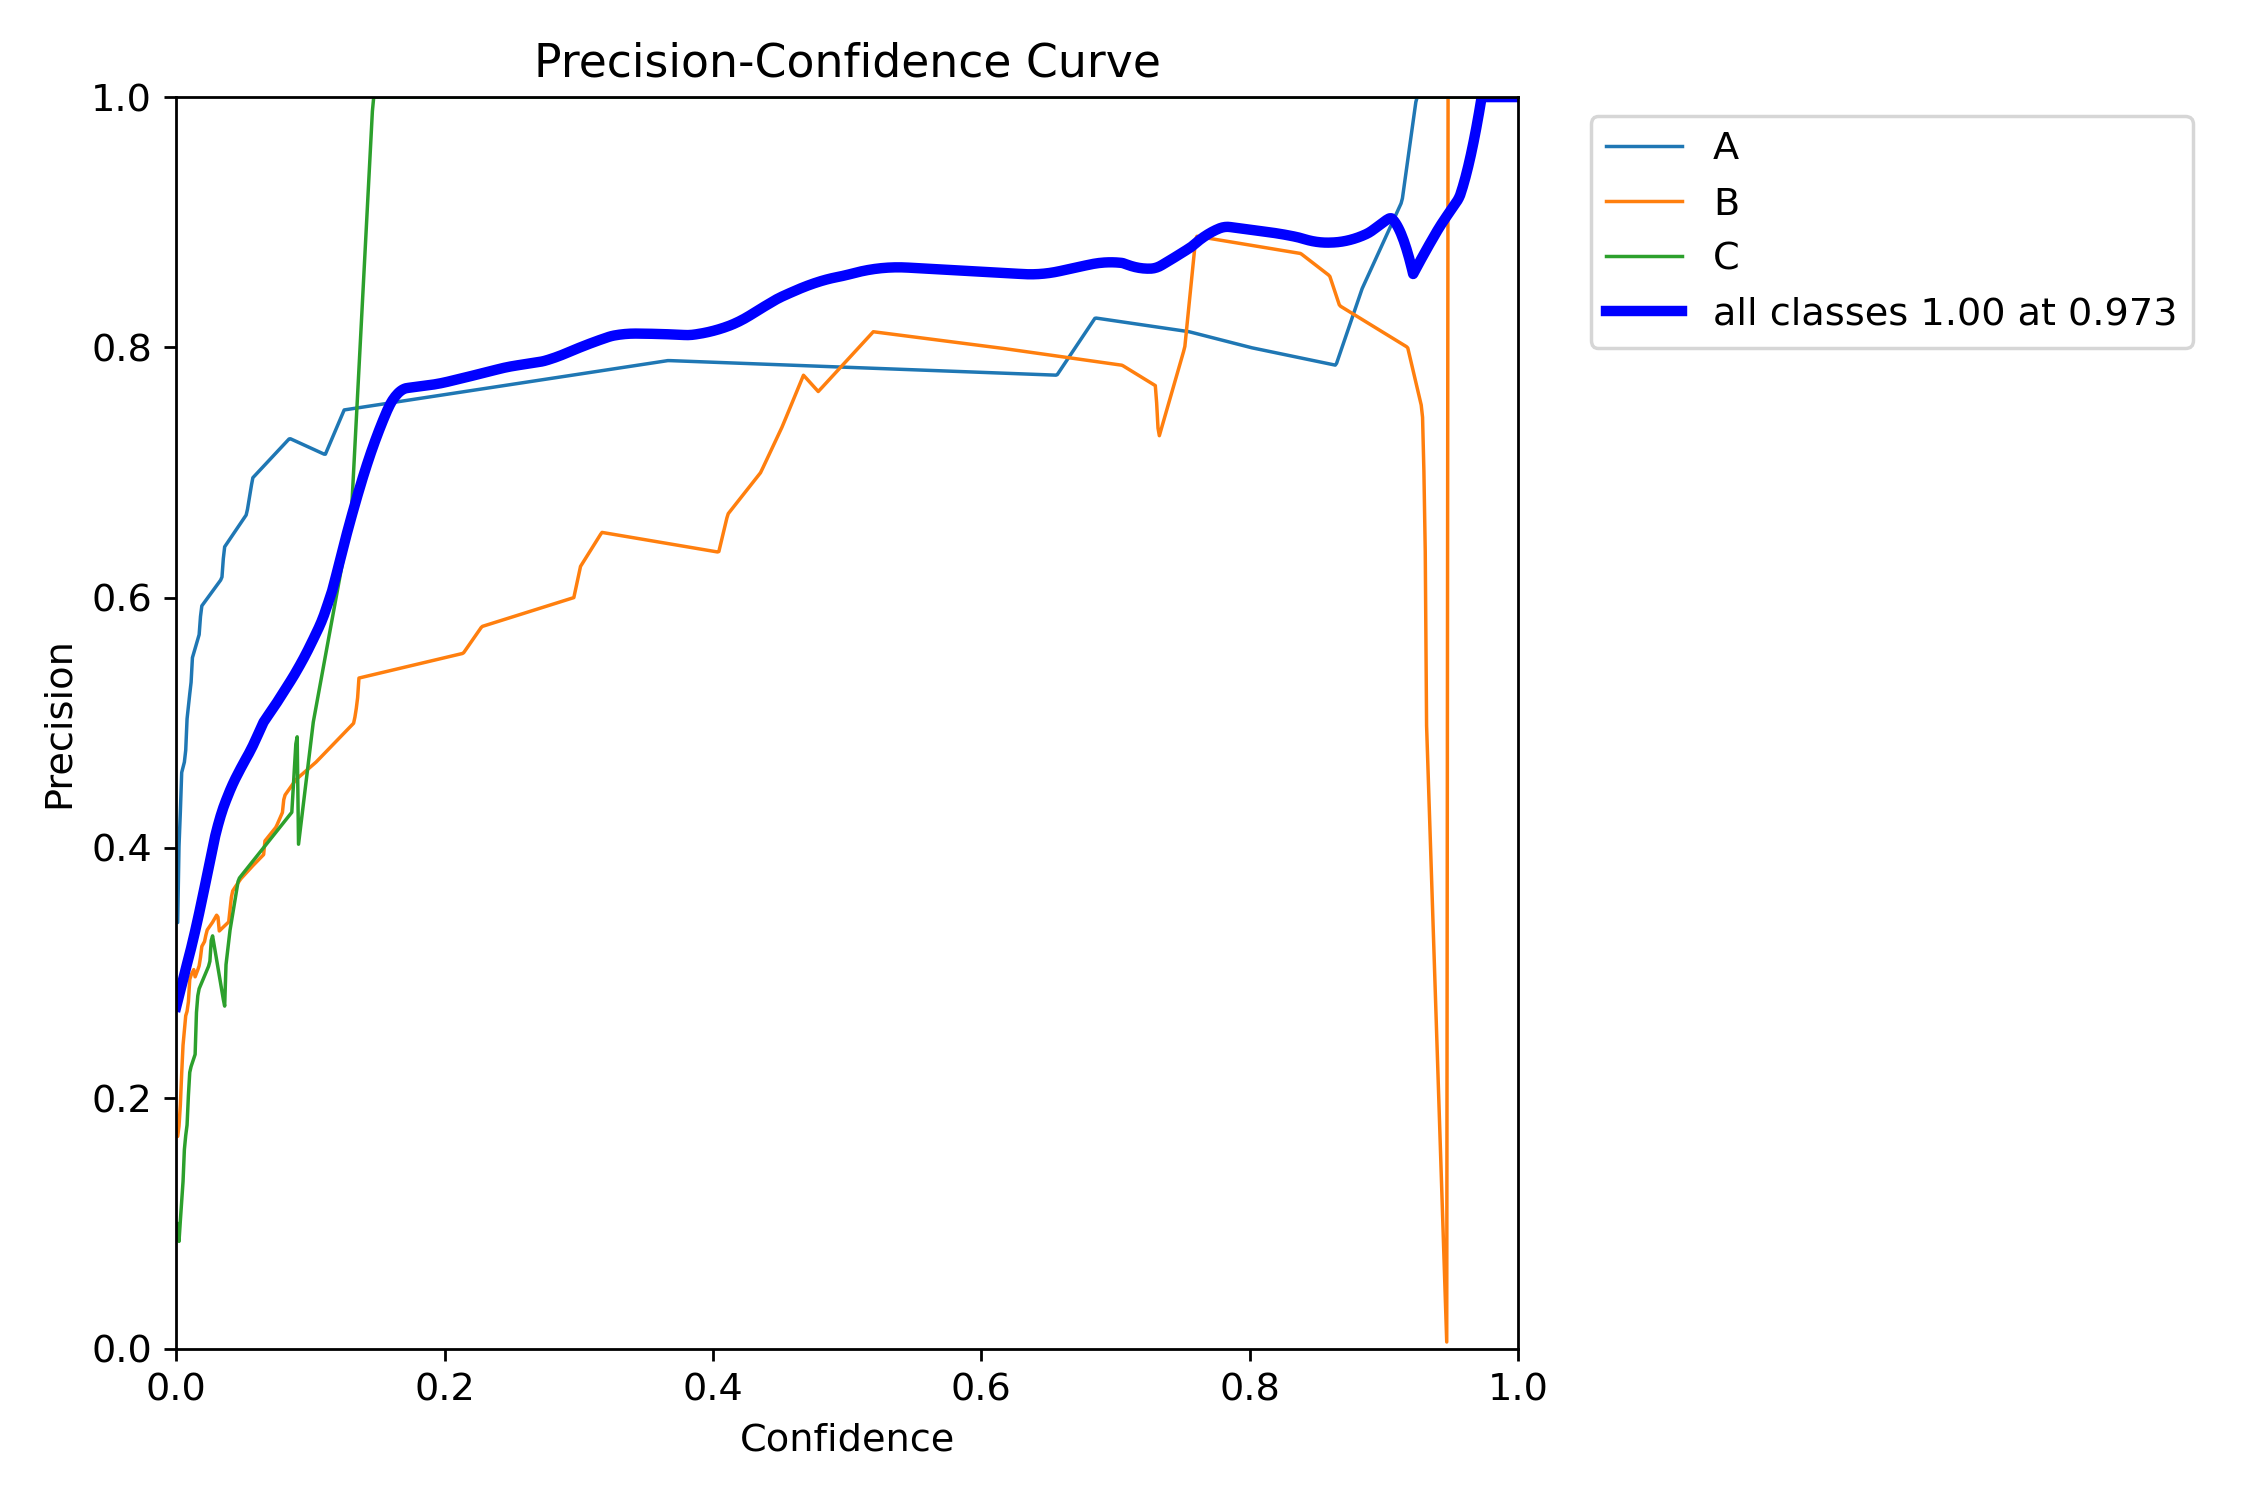 Precision-Confidence Curve
1.0
0.8
0.6
0.4
0.2
0.0
Precision
0.0 0.2 0.4 0.6 0.8 1.0
Confidence
A
B
C
all classes 1.00 at 0.973